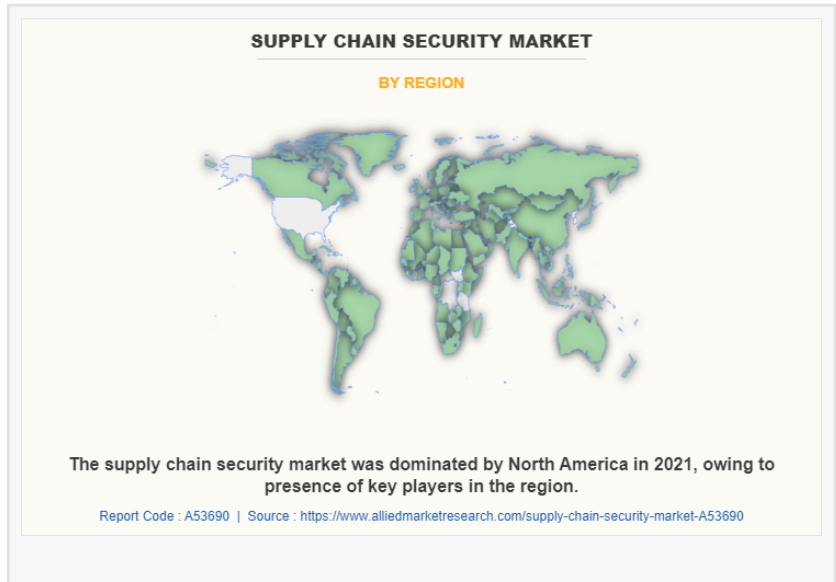 SUPPLY CHAIN SECURITY MARKET
BY REGION
The supply chain security market was dominated by North America in 2021, owing to
presence of key players in the region.
Report Code : A53690 | Source : https://www.alliedmarketresearch.com/supply-chain-security-market-A53690